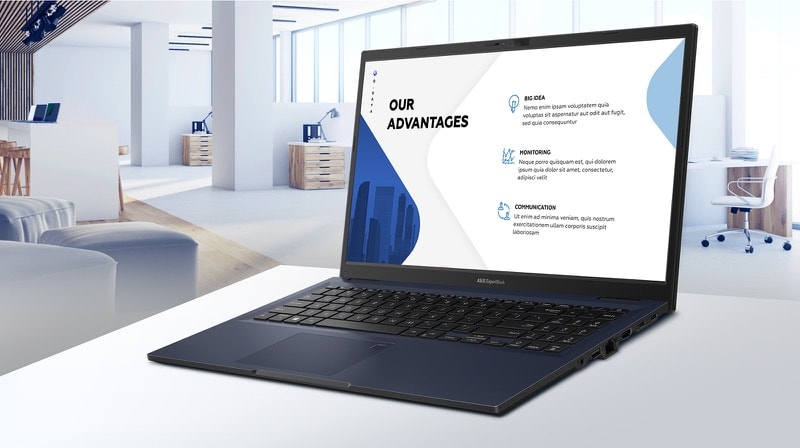 OUR
ADVANTAGES
BIG IDEA
Nemo enim ipsam voluptatem quia
voluptas sit aspernatur aut odit aut fugit,
sed quia consequuntur
MONITORING
Neque porro quisquam est, qui dolorem
ipsum quia dolor sit amet, consectetur,
adipisci velit
COMMUNICATION
Ut enim ad minima veniam, quis nostrum
exercitationem ullam corporis suscipit
laboriosam
ASUS ExpertBook